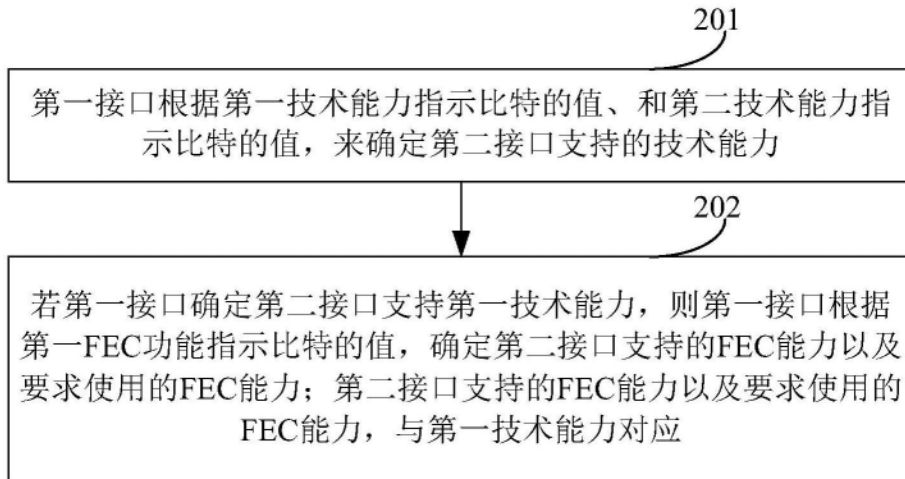 201
第一接口根据第一技术能力指示比特的值、和第二技术能力指
示比特的值，来确定第二接口支持的技术能力
202
若第一接口确定第二接口支持第一技术能力，则第一接口根据
第一FEC功能指示比特的值，确定第二接口支持的FEC能力以及
要求使用的FEC能力；第二接口支持的FEC能力以及要求使用的
FEC能力，与第一技术能力对应